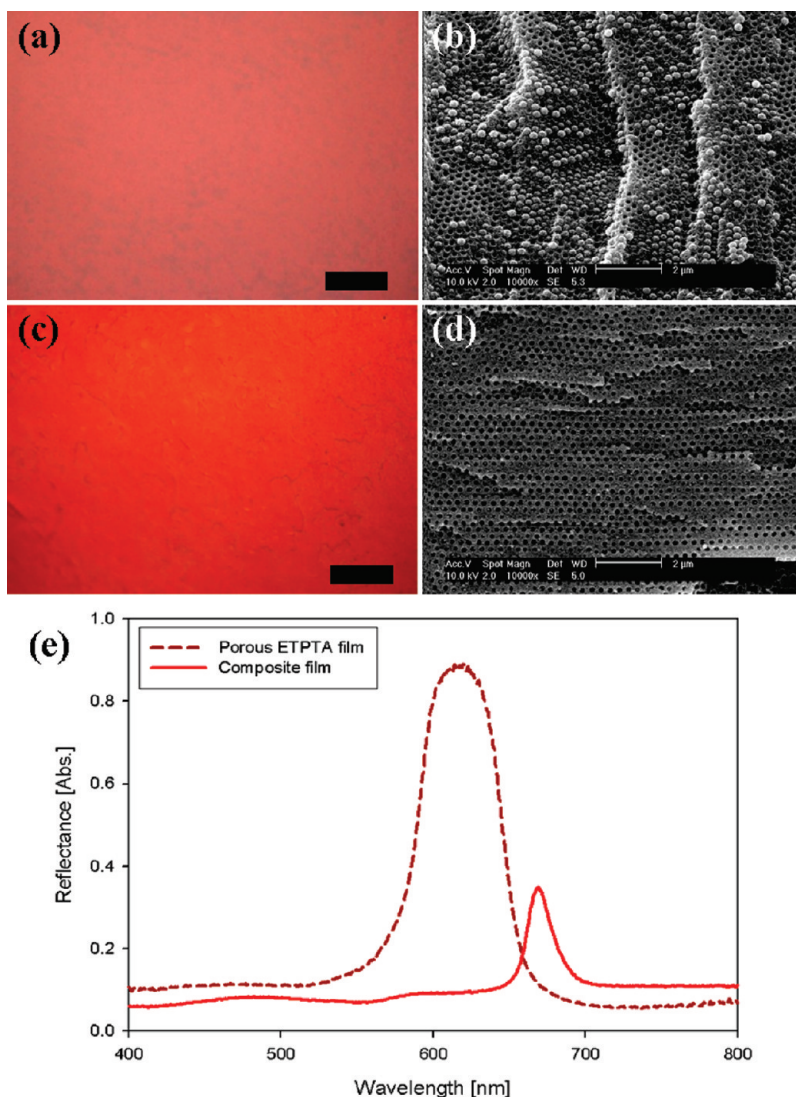 (a)
(b)
Acc.V Spot Magn Det WD 2 µm
10.0 kV 2.0 10000x SE 5.3
(c)
(d)
Acc.V Spot Magn Det WD 2 µm
10.0 kV 2.0 10000x SE 5.0
(e)
1.0
0.8
0.6
0.4
0.2
0.0
Reflectance [Abs.]
Porous ETPTA film
Composite film
400 500 600 700 800
Wavelength [nm]